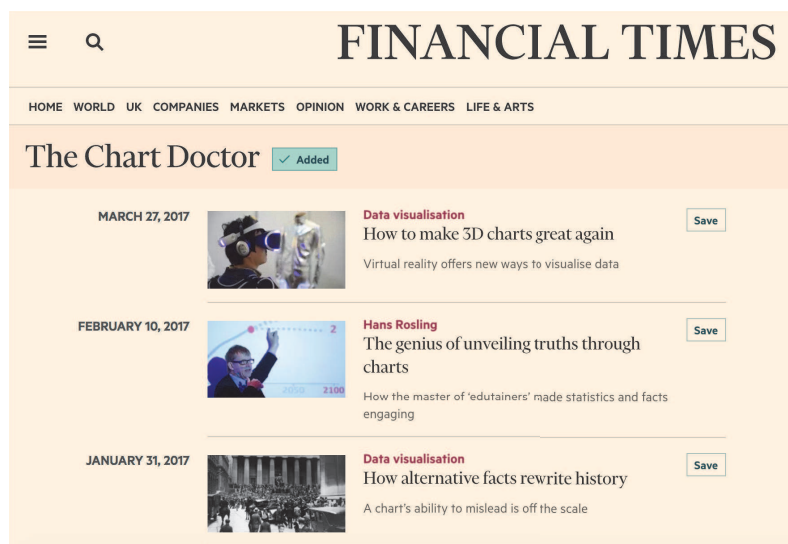 FINANCIAL TIMES
HOME WORLD UK COMPANIES MARKETS OPINION WORK & CAREERS LIFE & ARTS
The Chart Doctor ✓ Added
MARCH 27, 2017
Data visualisation
Save
How to make 3D charts great again
Virtual reality offers new ways to visualise data
FEBRUARY 10, 2017
2
2050 2100
Hans Rosling
Save
The genius of unveiling truths through
charts
How the master of ‘edutainers’ made statistics and facts
engaging
JANUARY 31, 2017
Data visualisation
Save
How alternative facts rewrite history
A chart’s ability to mislead is off the scale